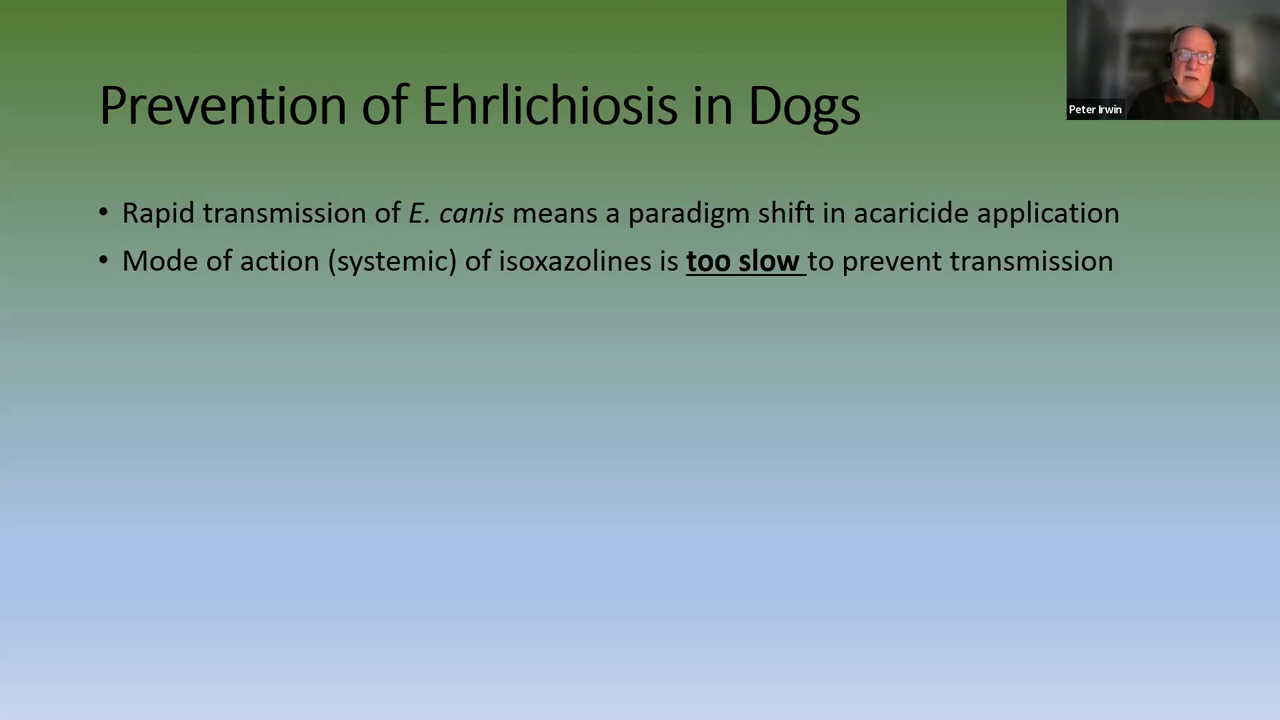 Prevention of Ehrlichiosis in Dogs
Peter Irwin
• Rapid transmission of E. canis means a paradigm shift in acaricide application
• Mode of action (systemic) of isoxazolines is too slow to prevent transmission